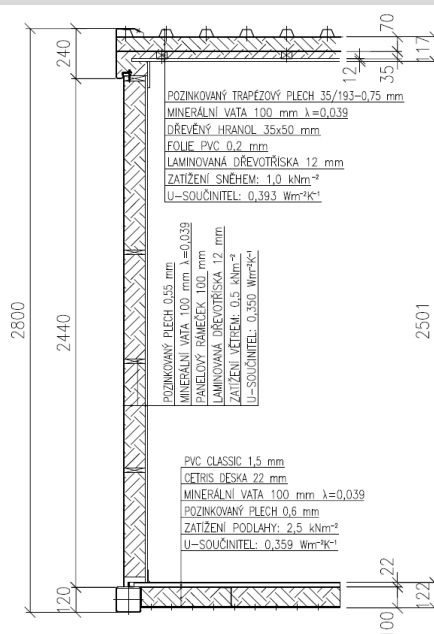 70
240
117
12
35
POZINKOVANÝ TRAPÉZOVÝ PLECH 35/193-0,75 mm
MINERÁLNÍ VATA 100 mm λ=0,039
DŘEVĚNÝ HRANOL 35x50 mm
FOLIE PVC 0,2 mm
LAMINOVANÁ DŘEVOTŘÍSKA 12 mm
ZATÍŽENÍ SNĚHEM: 1,0 kNm⁻²
U-SOUČINITEL: 0,393 Wm⁻²K⁻¹
2800
2440
POZINKOVANÝ PLECH 0,55 mm
MINERÁLNÍ VATA 100 mm λ=0,039
PANELOVÝ RÁMEČEK 100 mm
LAMINOVANÁ DŘEVOTŘÍSKA 12 mm
ZATÍŽENÍ VĚTREM: 0,5 kNm⁻²
U-SOUČINITEL: 0,350 Wm⁻²K⁻¹
2501
PVC CLASSIC 1,5 mm
CETRIS DESKA 22 mm
MINERÁLNÍ VATA 100 mm λ=0,039
POZINKOVANÝ PLECH 0,6 mm
ZATÍŽENÍ PODLAHY: 2,5 kNm⁻²
U-SOUČINITEL: 0,359 Wm⁻²K⁻¹
120
22
122
100